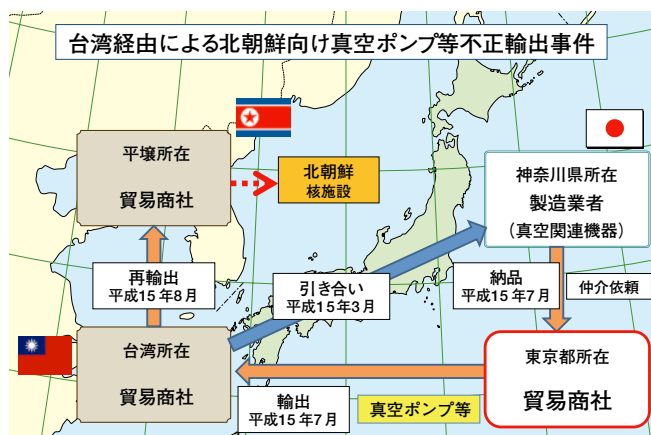 台湾経由による北朝鮮向け真空ポンプ等不正輸出事件
平壌所在
貿易商社
北朝鮮
核施設
神奈川県所在
製造業者
(真空関連機器)
再輸出
平成15年8月
引き合い
平成15年3月
納品
平成15年7月
仲介依頼
台湾所在
貿易商社
東京都所在
貿易商社
輸出
平成15年7月
真空ポンプ等